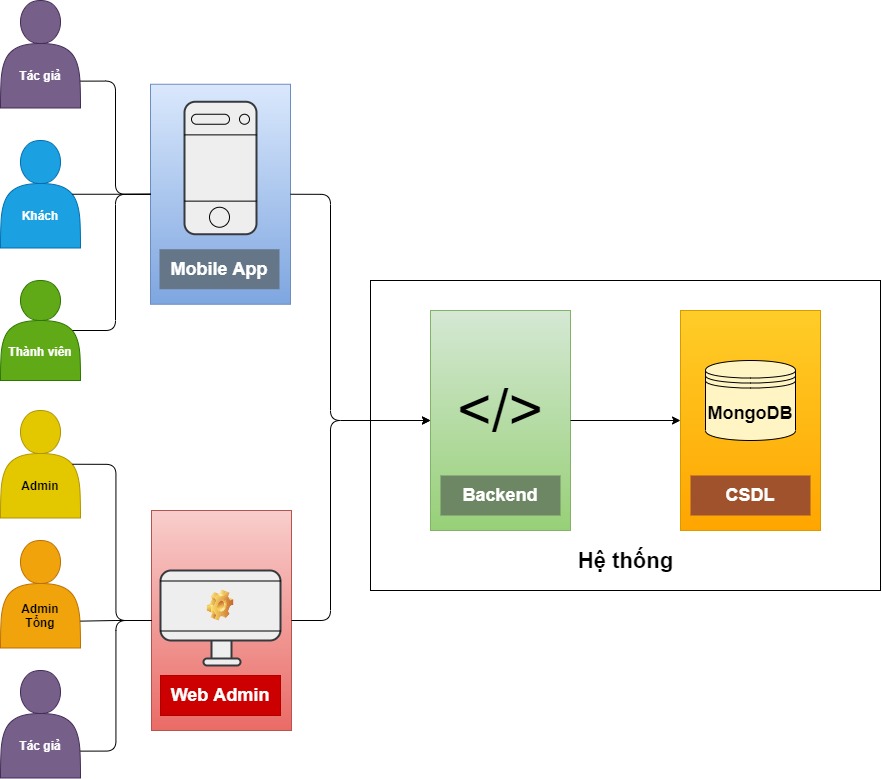 Tác giả
Khách
Mobile App
Thành viên
</>
MongoDB
Admin
Backend
CSDL
Hệ thống
Admin
Tổng
Web Admin
Tác giả